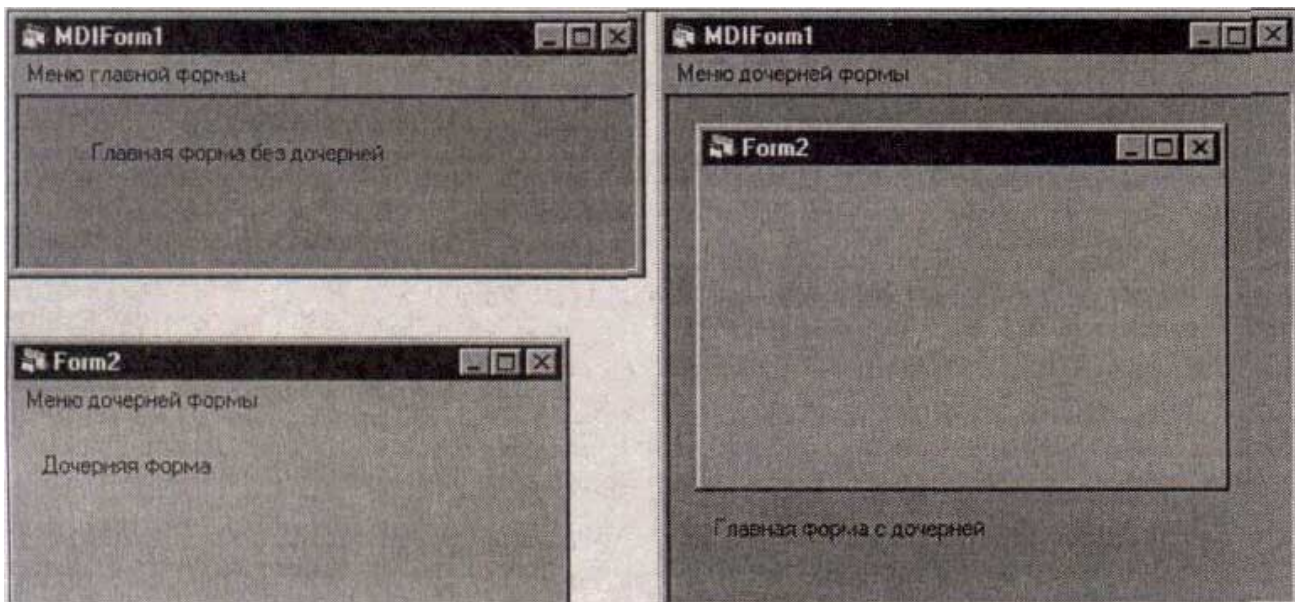 MDIForm1
Меню главной формы
Главная форма без дочерней
Form2
Меню дочерней формы
Дочерняя форма
MDIForm1
Меню дочерней формы
Form2
Главная форма с дочерней